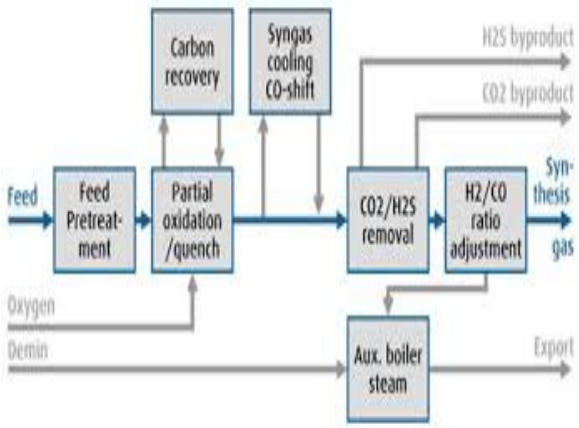 Carbon
recovery
Syngas
cooling
CO-shift
H2S byproduct
CO2 byproduct
Feed
Feed
Pretreat-
ment
Partial
oxidation
/quench
CO2/H2S
removal
H2/CO
ratio
adjustment
Syn-
thesis
gas
Oxygen
Demin
Aux. boiler
steam
Export